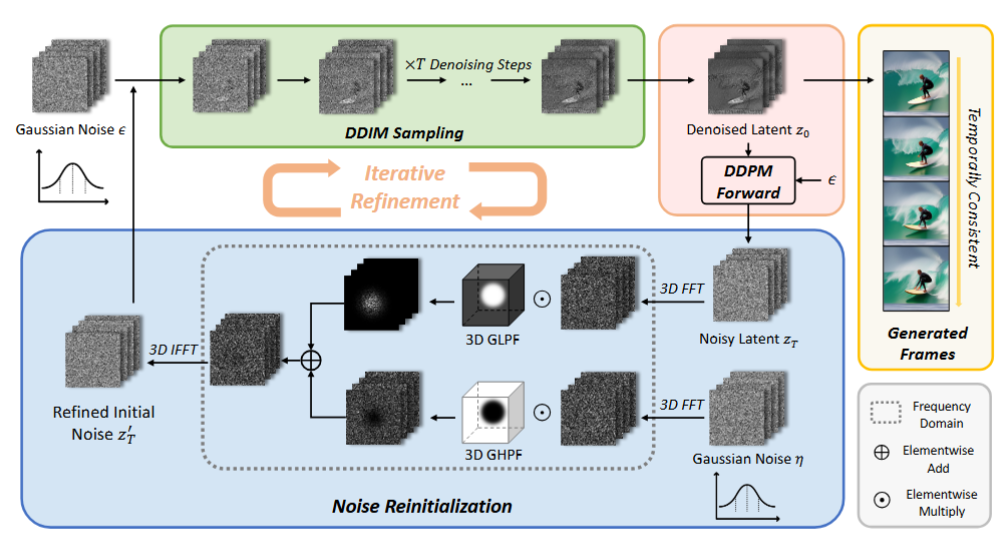 Gaussian Noise ϵ
×T Denoising Steps
...
DDIM Sampling
Denoised Latent z₀
DDPM
Forward
ϵ
Temporally Consistent
Generated
Frames
Iterative
Refinement
3D FFT
Noisy Latent z_T
3D GLPF
3D IFFT
Refined Initial
Noise z′_T
3D FFT
Gaussian Noise η
3D GHPF
Noise Reinitialization
Frequency
Domain
Elementwise
Add
Elementwise
Multiply